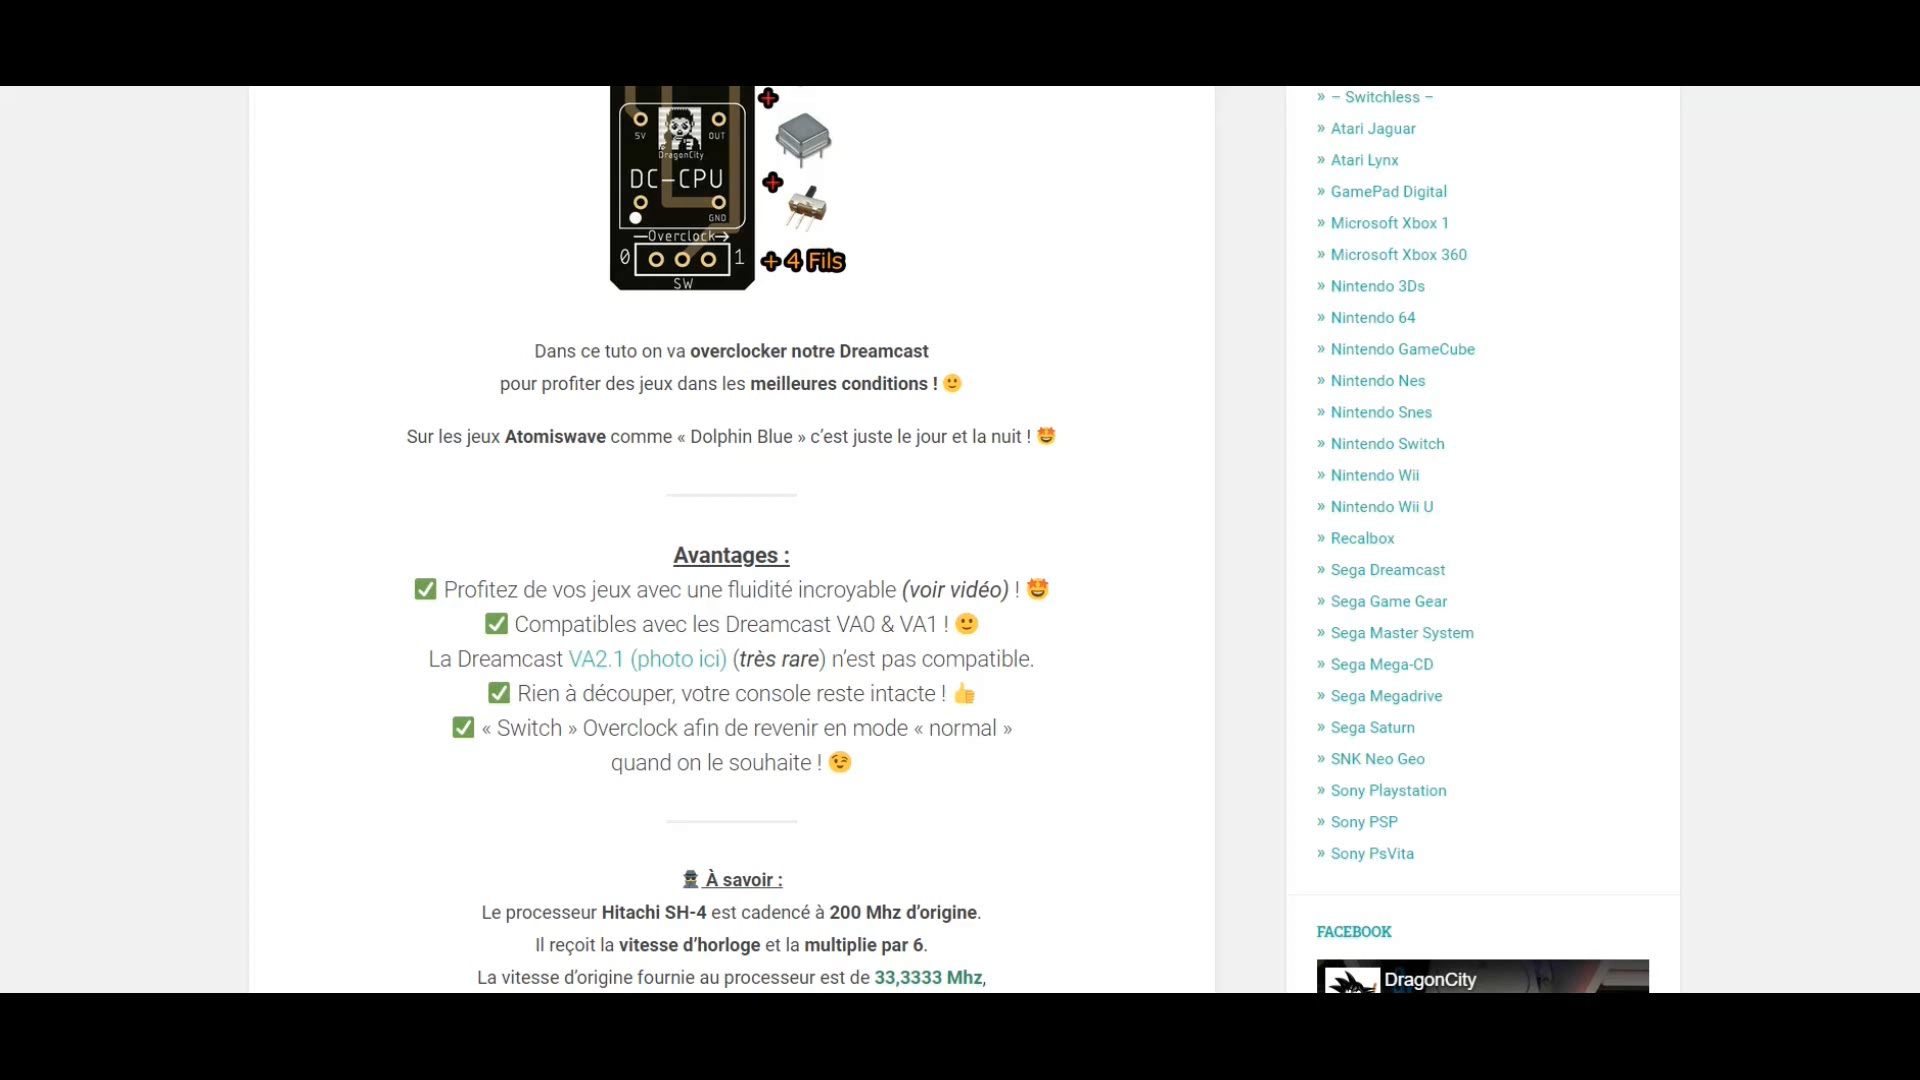 5V
OUT
DragonCity
DC-CPU
GND
—Overclock→
0
1
SW
+
+
+ 4 Fils
Dans ce tuto on va overclocker notre Dreamcast
pour profiter des jeux dans les meilleures conditions ! 🙂
Sur les jeux Atomiswave comme « Dolphin Blue » c’est juste le jour et la nuit ! 🤩
Avantages :
✅ Profitez de vos jeux avec une fluidité incroyable (voir vidéo) ! 🤩
✅ Compatibles avec les Dreamcast VA0 & VA1 ! 🙂
La Dreamcast VA2.1 (photo ici) (très rare) n’est pas compatible.
✅ Rien à découper, votre console reste intacte ! 👍
✅ « Switch » Overclock afin de revenir en mode « normal »
quand on le souhaite ! 😉
🕵 À savoir :
Le processeur Hitachi SH-4 est cadencé à 200 Mhz d’origine.
Il reçoit la vitesse d’horloge et la multiplie par 6.
La vitesse d’origine fournie au processeur est de 33,3333 Mhz,
» – Switchless –
» Atari Jaguar
» Atari Lynx
» GamePad Digital
» Microsoft Xbox 1
» Microsoft Xbox 360
» Nintendo 3Ds
» Nintendo 64
» Nintendo GameCube
» Nintendo Nes
» Nintendo Snes
» Nintendo Switch
» Nintendo Wii
» Nintendo Wii U
» Recalbox
» Sega Dreamcast
» Sega Game Gear
» Sega Master System
» Sega Mega-CD
» Sega Megadrive
» Sega Saturn
» SNK Neo Geo
» Sony Playstation
» Sony PSP
» Sony PsVita
FACEBOOK
DragonCity